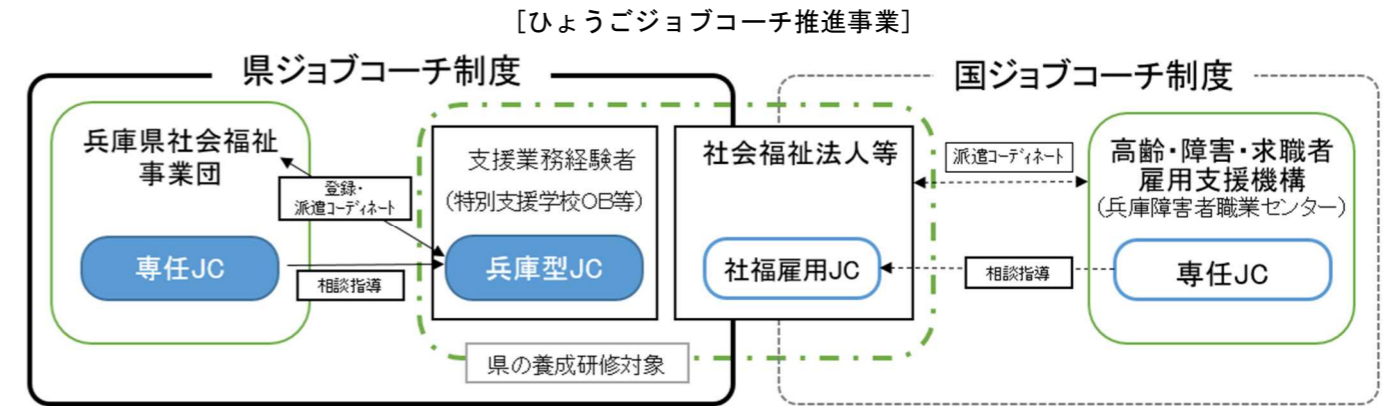 [ひょうごジョブコーチ推進事業]
県ジョブコーチ制度
国ジョブコーチ制度
兵庫県社会福祉
事業団
登録・
派遣コーディネート
専任JC
相談指導
支援業務経験者
(特別支援学校OB等)
兵庫型JC
県の養成研修対象
社会福祉法人等
社福雇用JC
派遣コーディネート
相談指導
高齢・障害・求職者
雇用支援機構
(兵庫障害者職業センター)
専任JC